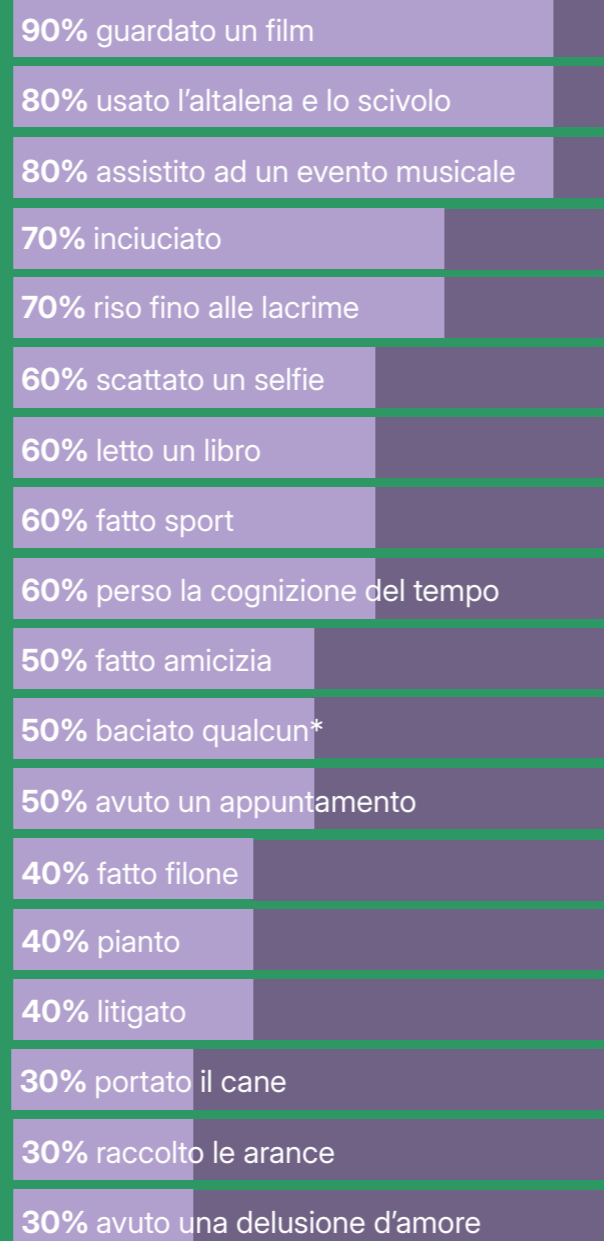 90% guardato un film
80% usato l’altalena e lo scivolo
80% assistito ad un evento musicale
70% inciuciato
70% riso fino alle lacrime
60% scattato un selfie
60% letto un libro
60% fatto sport
60% perso la cognizione del tempo
50% fatto amicizia
50% baciato qualcun*
50% avuto un appuntamento
40% fatto filone
40% pianto
40% litigato
30% portato il cane
30% raccolto le arance
30% avuto una delusione d’amore